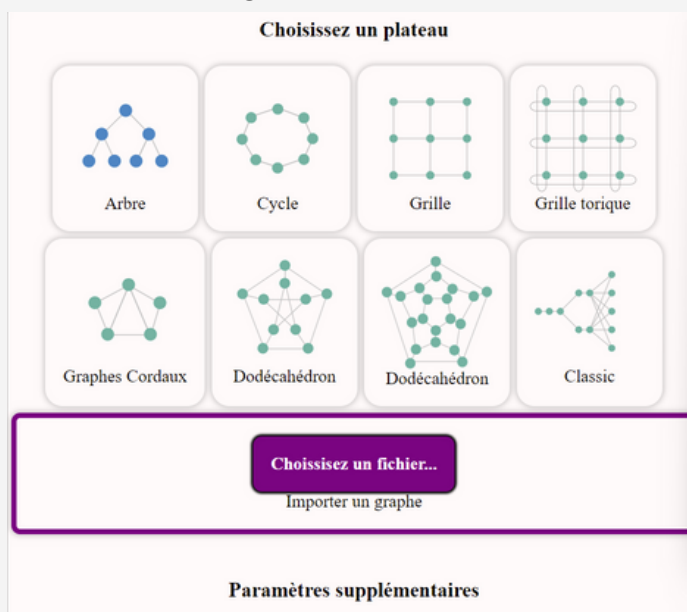 Choisissez un plateau
Arbre
Cycle
Grille
Grille torique
Graphes Cordaux
Dodécahédron
Dodécahédron
Classic
Choissisez un fichier...
Importer un graphe
Paramètres supplémentaires